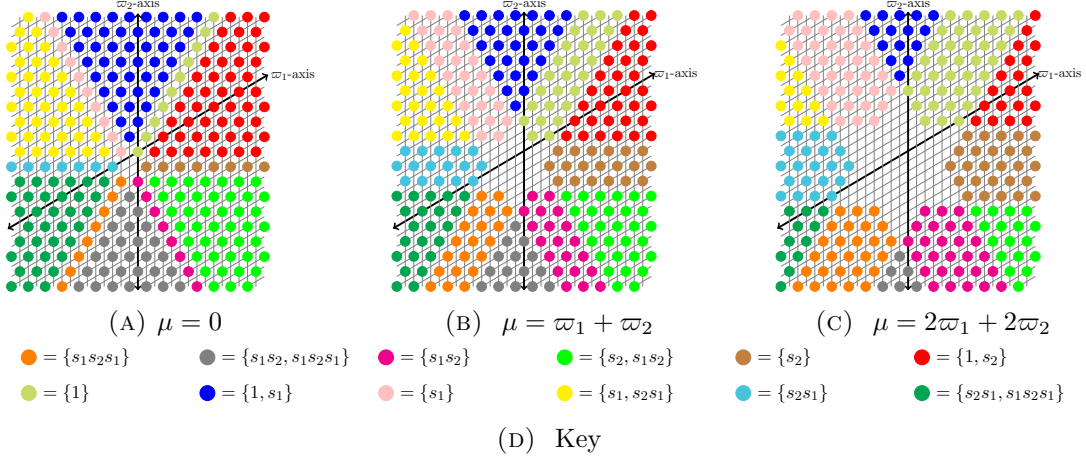 ϖ₂-axis ϖ₂-axis ϖ₂-axis
ϖ₁-axis ϖ₁-axis ϖ₁-axis
(A) μ = 0 (B) μ = ϖ₁ + ϖ₂ (C) μ = 2ϖ₁ + 2ϖ₂
= {s₁s₂s₁} = {s₁s₂, s₁s₂s₁} = {s₁s₂} = {s₂, s₁s₂} = {s₂} = {1, s₂}
= {1} = {1, s₁} = {s₁} = {s₁, s₂s₁} = {s₂s₁} = {s₂s₁, s₁s₂s₁}
(D) Key